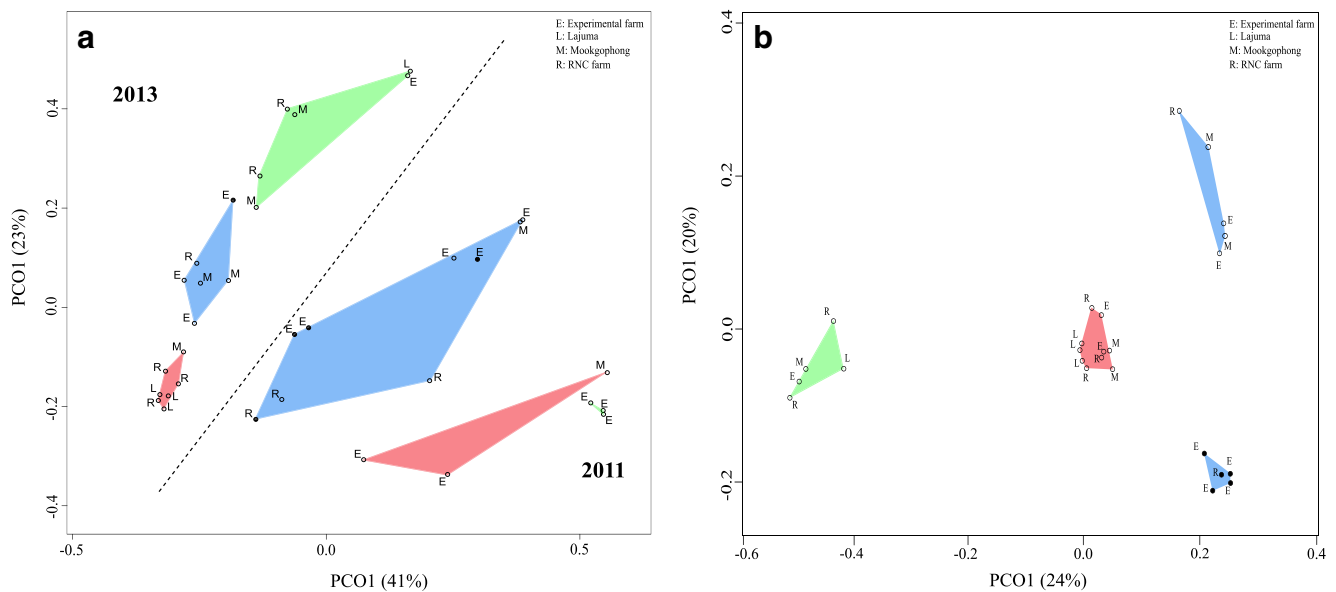 a
E: Experimental farm
L: Lajuma
M: Mookgophong
R: RNC farm
2013
2011
L
E
R
M
R
M
E
R
E
M
M
E
M
R
R
L
L
R
L
E
M
E
E
E
E
R
R
R
M
E
E
E
E
E
0.4
0.2
0.0
-0.2
-0.4
-0.5
0.0
0.5
PCO1 (23%)
PCO1 (41%)
b
E: Experimental farm
L: Lajuma
M: Mookgophong
R: RNC farm
R
M
E
M
E
R
M
L
E
R
R
E
L
L
E
M
L
R
R
M
E
E
R
E
E
0.4
0.2
0.0
-0.2
-0.6
-0.4
-0.2
0.0
0.2
0.4
PCO1 (20%)
PCO1 (24%)